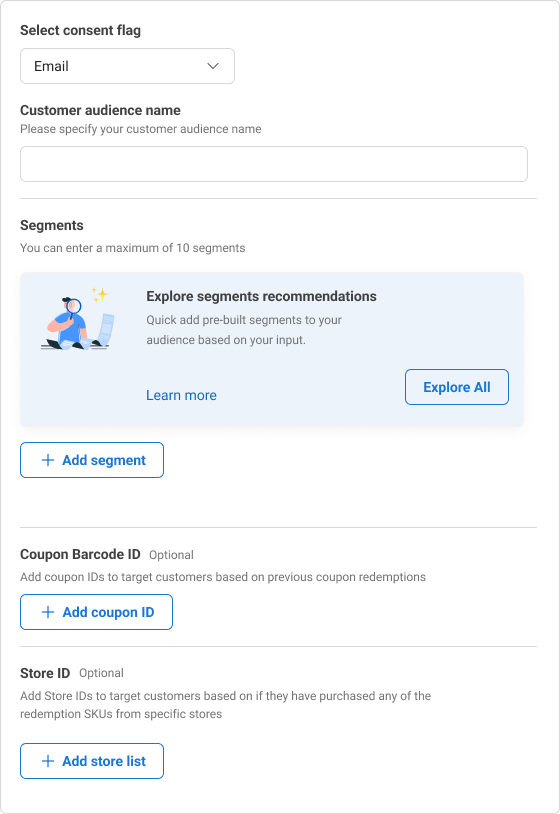 Select consent flag
Email
Customer audience name
Please specify your customer audience name
Segments
You can enter a maximum of 10 segments
Explore segments recommendations
Quick add pre-built segments to your
audience based on your input.
Learn more
Explore All
Add segment
Coupon Barcode ID Optional
Add coupon IDs to target customers based on previous coupon redemptions
Add coupon ID
Store ID Optional
Add Store IDs to target customers based on if they have purchased any of the
redemption SKUs from specific stores
Add store list